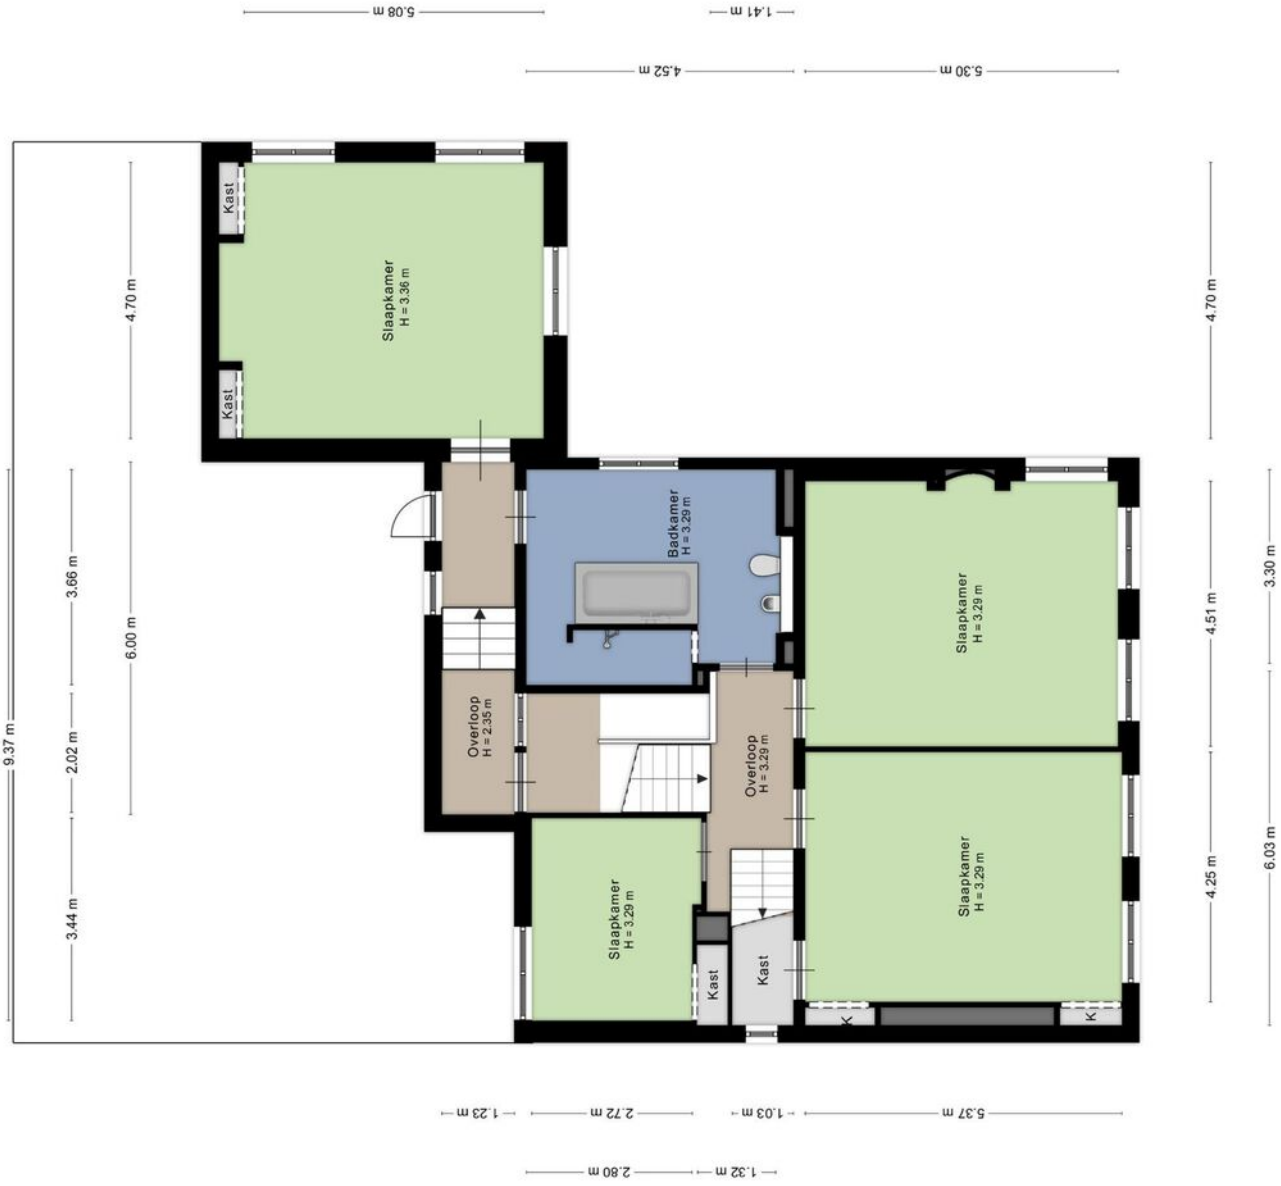 5.08 m
1.41 m
4.52 m
5.30 m
Kast
Slaapkamer
H = 3.36 m
Kast
4.70 m
4.70 m
Badkamer
H = 3.29 m
Slaapkamer
H = 3.29 m
3.66 m
6.00 m
4.51 m
3.30 m
9.37 m
2.02 m
Overloop
H = 2.35 m
Overloop
H = 3.29 m
Slaapkamer
H = 3.29 m
Slaapkamer
H = 3.29 m
3.44 m
4.25 m
6.03 m
Kast
Kast
K
K
1.23 m
2.72 m
1.03 m
5.37 m
2.80 m
1.32 m